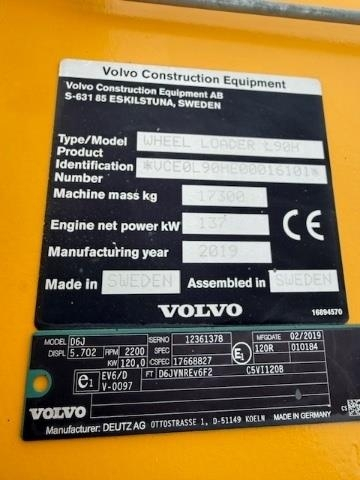 Volvo Construction Equipment
Volvo Construction Equipment AB
S-631 85 ESKILSTUNA, SWEDEN
Type/Model WHEEL LOADER L90H
Product
Identification *VCE0L90HE00016101*
Number
Machine mass kg 17300
Engine net power kW 137
Manufacturing year 2019
CE
Made in SWEDEN Assembled in SWEDEN
VOLVO 16894570
MODEL D6J SERNO 12361378 MFGDATE 02/2019
DISPL 5.702 RPM 2200 SPEC E1 120R 010184
KW 120,0 CSPEC 17668827
e1 EV6/D FT D6JVNREv6F2 C5VI120B
V-0097
VOLVO Manufacturer: MADE IN GERMANY
DEUTZ AG OTTOSTRASSE 1, D-51149 KOELN